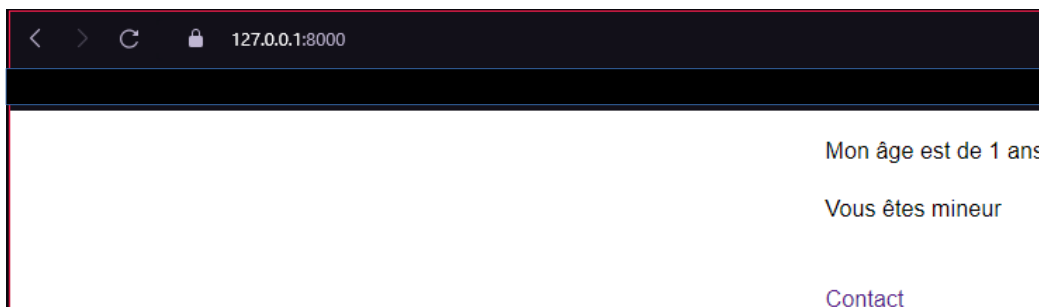 127.0.0.1:8000
Mon âge est de 1 ans
Vous êtes mineur
Contact